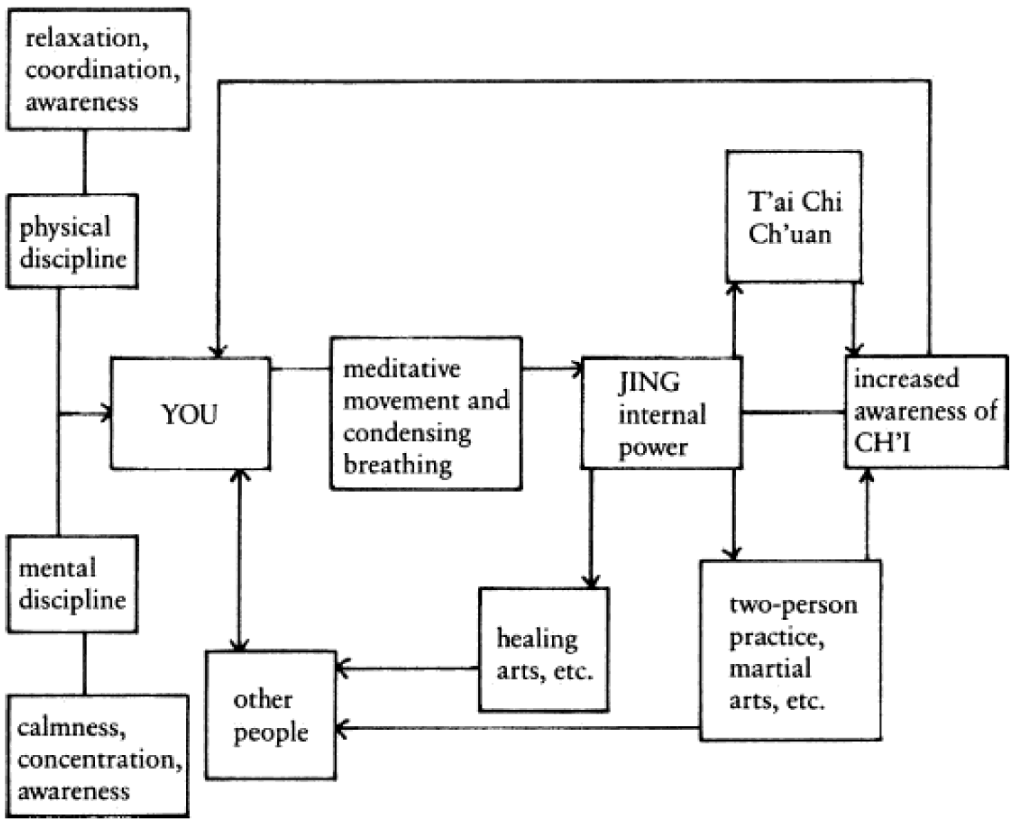 relaxation,
coordination,
awareness
physical
discipline
T'ai Chi
Ch'uan
YOU
meditative
movement and
condensing
breathing
JING
internal
power
increased
awareness of
CH'I
mental
discipline
healing
arts, etc.
two-person
practice,
martial
arts, etc.
other
people
calmness,
concentration,
awareness